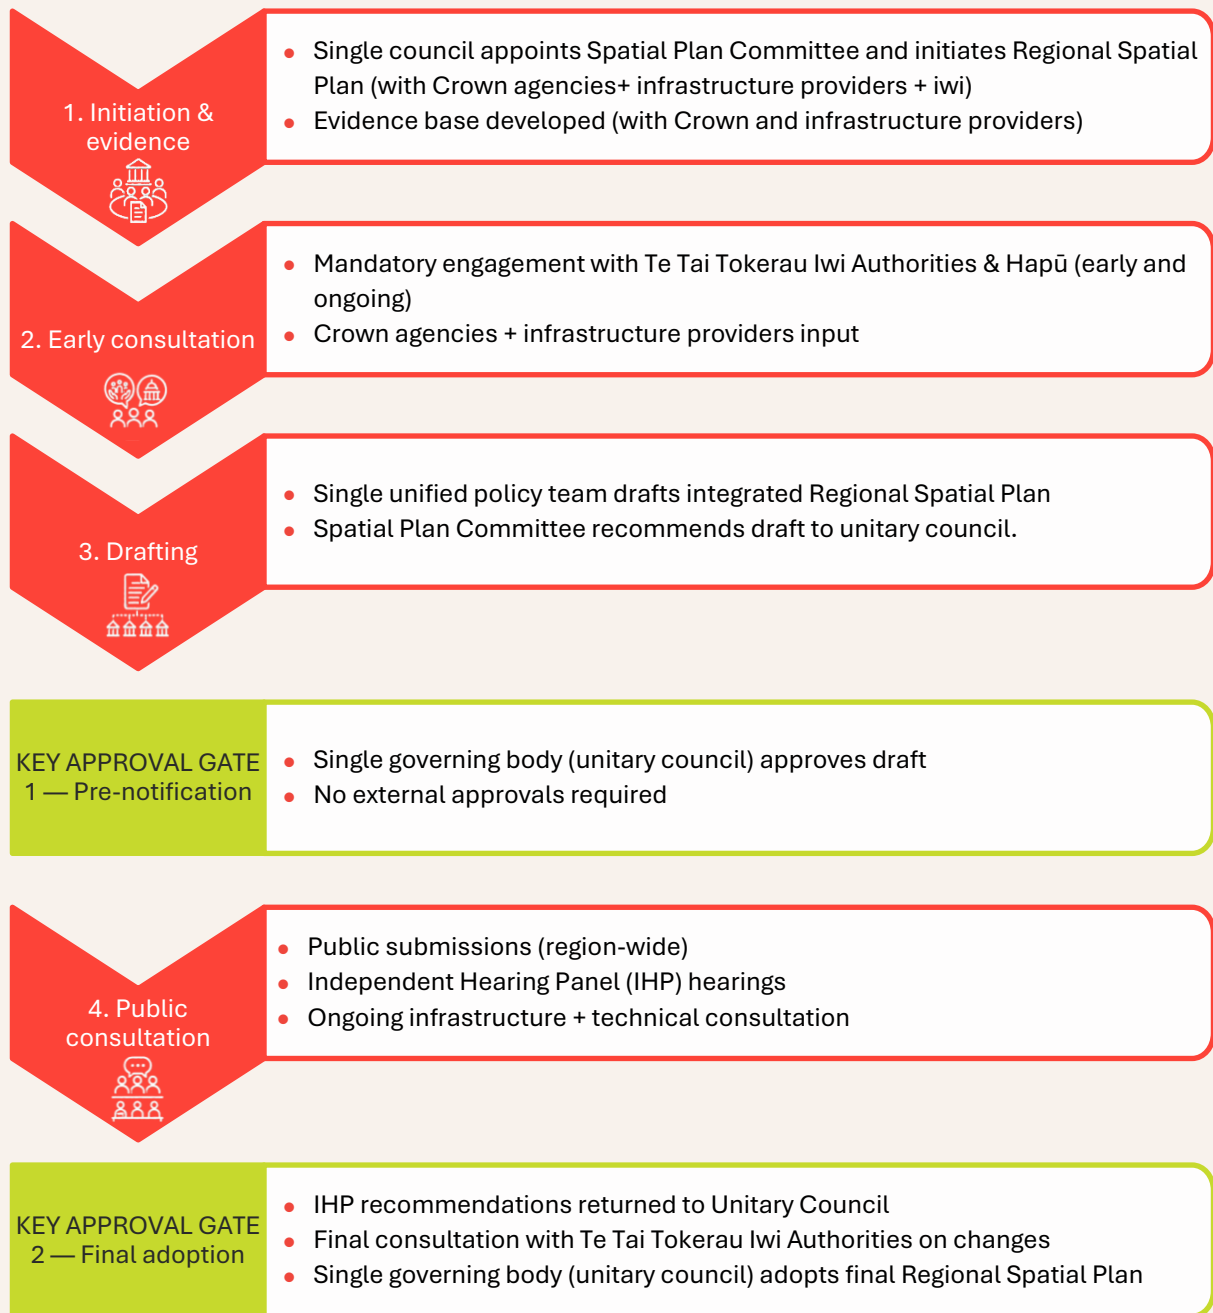 1. Initiation &
evidence
Single council appoints Spatial Plan Committee and initiates Regional Spatial
Plan (with Crown agencies+ infrastructure providers + iwi)
Evidence base developed (with Crown and infrastructure providers)
2. Early consultation
Mandatory engagement with Te Tai Tokerau Iwi Authorities & Hapū (early and
ongoing)
Crown agencies + infrastructure providers input
3. Drafting
Single unified policy team drafts integrated Regional Spatial Plan
Spatial Plan Committee recommends draft to unitary council.
KEY APPROVAL GATE
1 — Pre-notification
Single governing body (unitary council) approves draft
No external approvals required
4. Public
consultation
Public submissions (region-wide)
Independent Hearing Panel (IHP) hearings
Ongoing infrastructure + technical consultation
KEY APPROVAL GATE
2 — Final adoption
IHP recommendations returned to Unitary Council
Final consultation with Te Tai Tokerau Iwi Authorities on changes
Single governing body (unitary council) adopts final Regional Spatial Plan